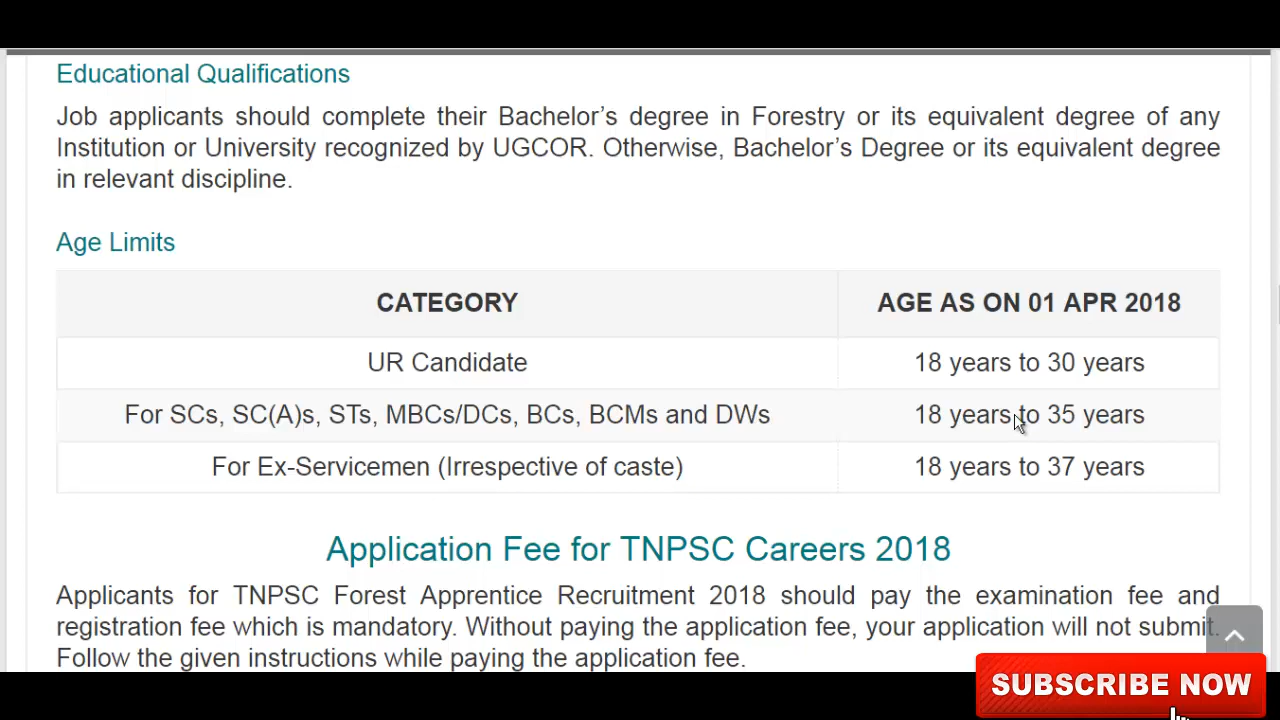 Educational Qualifications
Job applicants should complete their Bachelor’s degree in Forestry or its equivalent degree of any
Institution or University recognized by UGCOR. Otherwise, Bachelor’s Degree or its equivalent degree
in relevant discipline.
Age Limits
CATEGORY AGE AS ON 01 APR 2018
UR Candidate 18 years to 30 years
For SCs, SC(A)s, STs, MBCs/DCs, BCs, BCMs and DWs 18 years to 35 years
For Ex-Servicemen (Irrespective of caste) 18 years to 37 years
Application Fee for TNPSC Careers 2018
Applicants for TNPSC Forest Apprentice Recruitment 2018 should pay the examination fee and
registration fee which is mandatory. Without paying the application fee, your application will not submit.
Follow the given instructions while paying the application fee.
SUBSCRIBE NOW